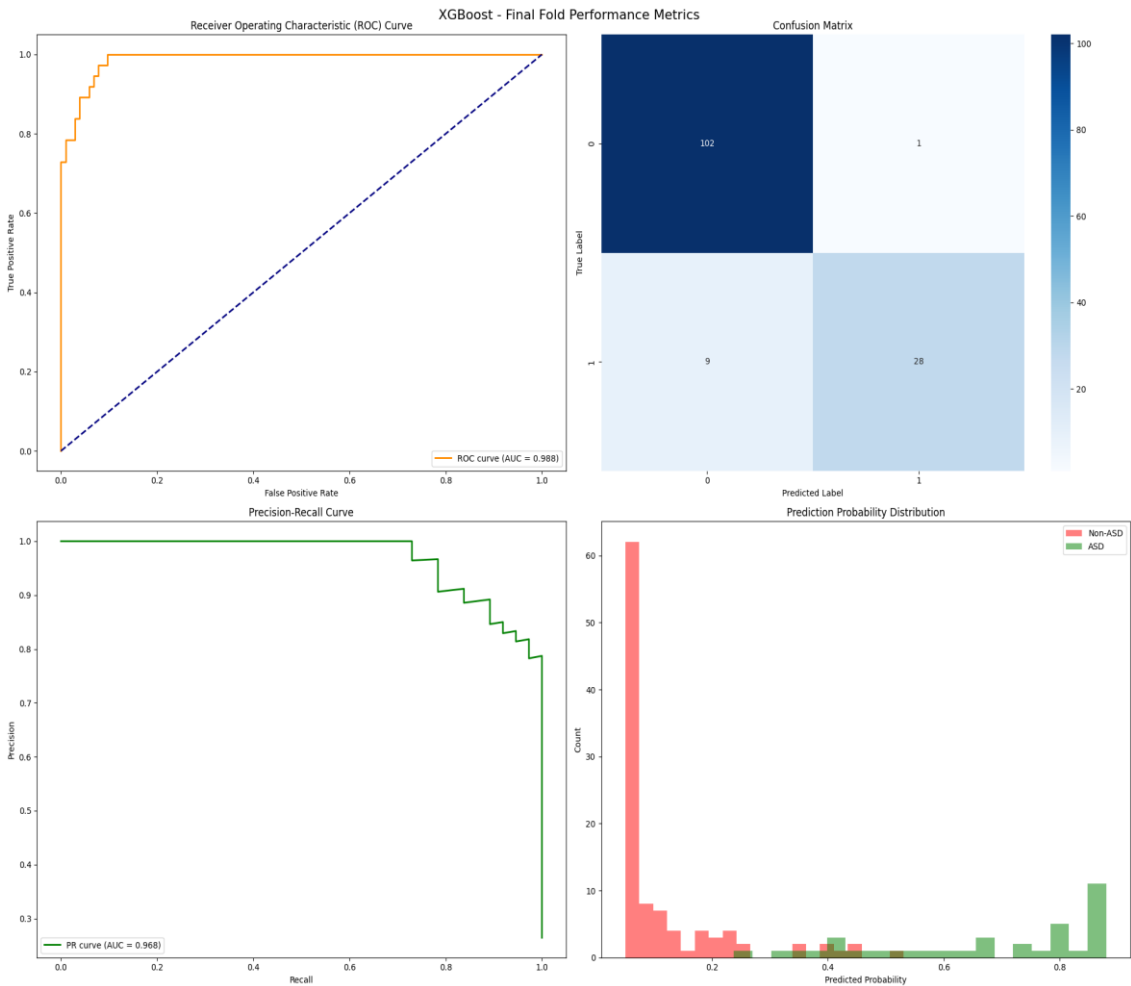 XGBoost - Final Fold Performance Metrics
Receiver Operating Characteristic (ROC) Curve
1.0
0.8
0.6
0.4
0.2
0.0
True Positive Rate
0.0 0.2 0.4 0.6 0.8 1.0
False Positive Rate
ROC curve (AUC = 0.988)
Confusion Matrix
0
1
True Label
102 1
9 28
0 1
Predicted Label
100
80
60
40
20
Precision-Recall Curve
1.0
0.9
0.8
0.7
0.6
0.5
0.4
0.3
Precision
PR curve (AUC = 0.968)
0.0 0.2 0.4 0.6 0.8 1.0
Recall
Prediction Probability Distribution
Non-ASD
ASD
60
50
40
30
20
10
0
Count
0.2 0.4 0.6 0.8
Predicted Probability